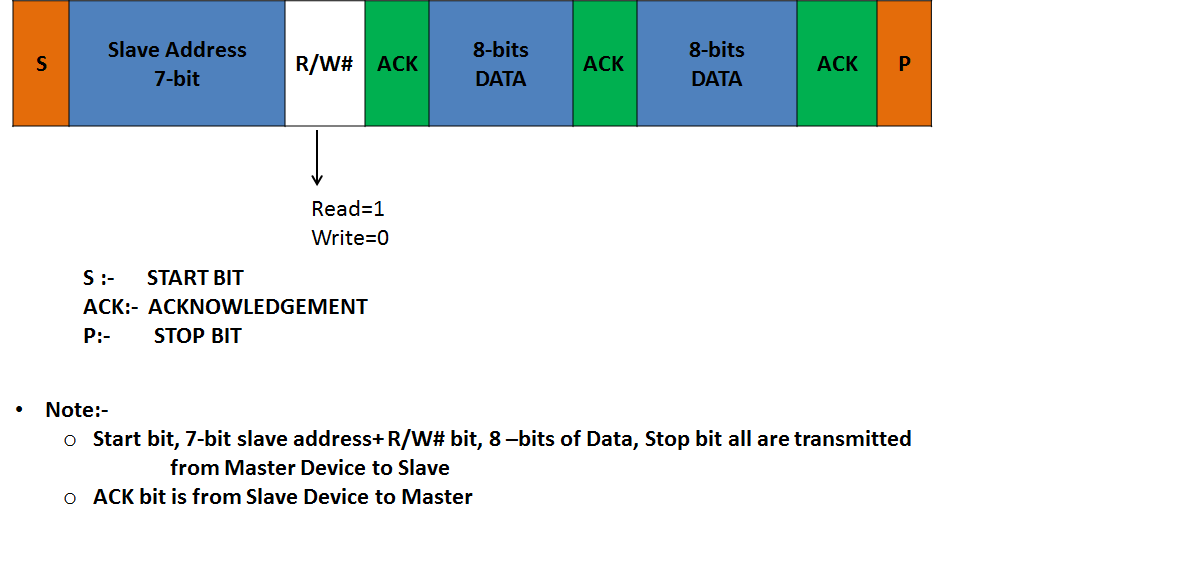 S
Slave Address
7-bit
R/W#
ACK
8-bits
DATA
ACK
8-bits
DATA
ACK
P
Read=1
Write=0
S :- START BIT
ACK:- ACKNOWLEDGEMENT
P:- STOP BIT
• Note:-
o Start bit, 7-bit slave address+ R/W# bit, 8 –bits of Data, Stop bit all are transmitted
from Master Device to Slave
o ACK bit is from Slave Device to Master